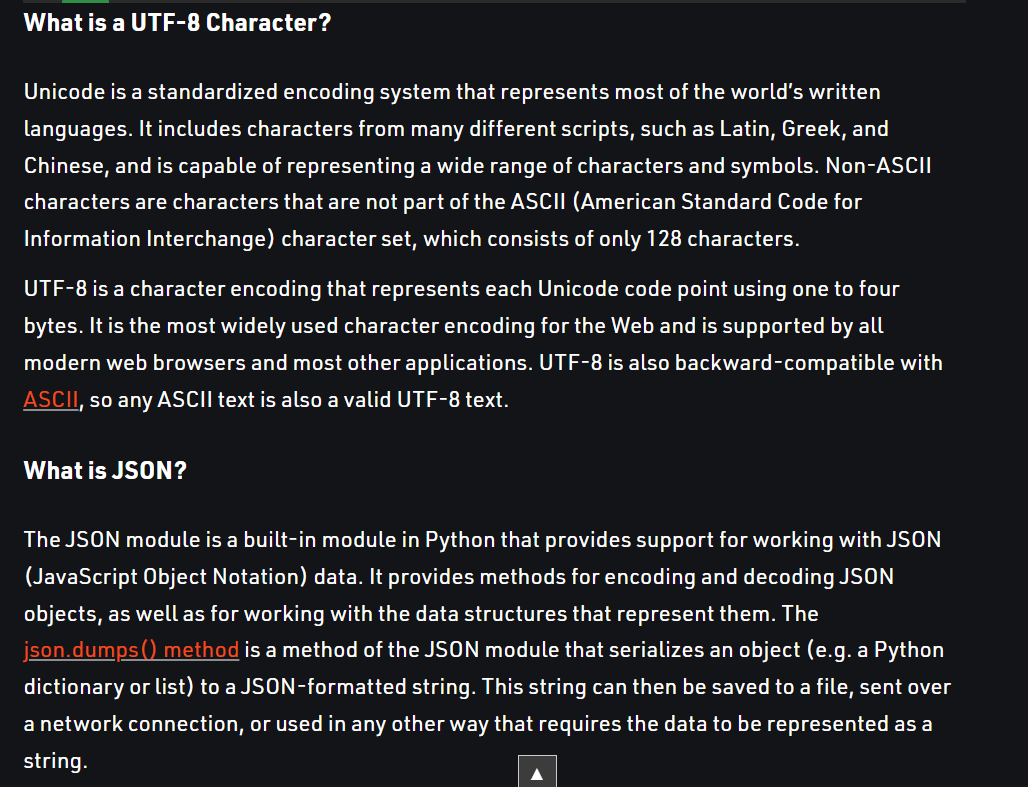 What is a UTF-8 Character?
Unicode is a standardized encoding system that represents most of the world's written
languages. It includes characters from many different scripts, such as Latin, Greek, and
Chinese, and is capable of representing a wide range of characters and symbols. Non-ASCII
characters are characters that are not part of the ASCII (American Standard Code for
Information Interchange) character set, which consists of only 128 characters.
UTF-8 is a character encoding that represents each Unicode code point using one to four
bytes. It is the most widely used character encoding for the Web and is supported by all
modern web browsers and most other applications. UTF-8 is also backward-compatible with
ASCII, so any ASCII text is also a valid UTF-8 text.
What is JSON?
The JSON module is a built-in module in Python that provides support for working with JSON
(JavaScript Object Notation) data. It provides methods for encoding and decoding JSON
objects, as well as for working with the data structures that represent them. The
json.dumps() method is a method of the JSON module that serializes an object (e.g. a Python
dictionary or list) to a JSON-formatted string. This string can then be saved to a file, sent over
a network connection, or used in any other way that requires the data to be represented as a
string.